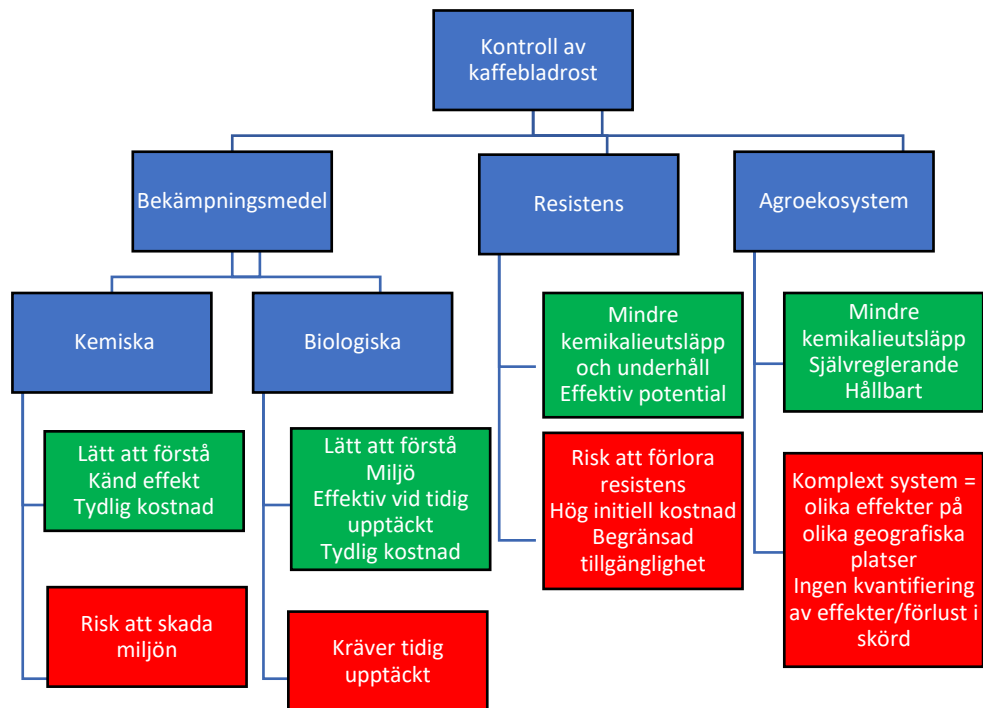 Kontroll av
kaffebladrost
Bekämpningsmedel
Resistens
Agroekosystem
Kemiska
Biologiska
Mindre
kemikalieutsläpp
och underhåll
Effektiv potential
Mindre
kemikalieutsläpp
Självreglerande
Hållbart
Lätt att förstå
Känd effekt
Tydlig kostnad
Lätt att förstå
Miljö
Effektiv vid tidig
upptäckt
Tydlig kostnad
Risk att förlora
resistens
Hög initiell kostnad
Begränsad
tillgänglighet
Komplext system =
olika effekter på
olika geografiska
platser
Ingen kvantifiering
av effekter/förlust i
skörd
Risk att skada
miljön
Kräver tidig
upptäckt